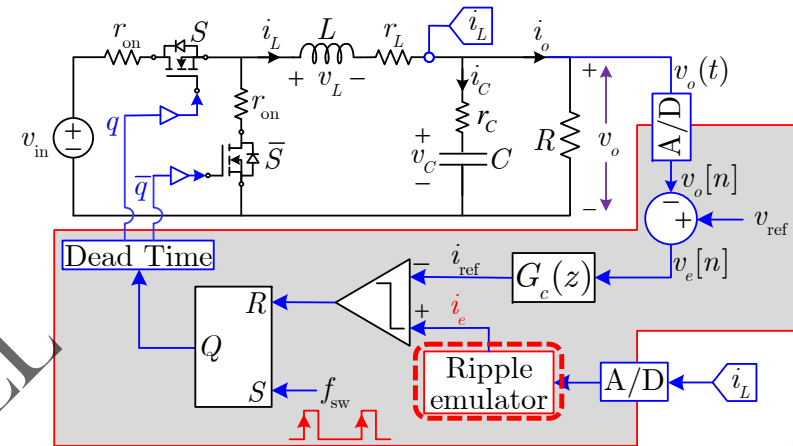 r_on S i_L L r_L i_L i_o
+ v_L −
v_in + −
q
r_on
q̅ S̅
i_C
r_C
+ v_C −
C
R
+ v_o −
v_o(t)
A/D
v_o[n]
− +
v_ref
v_e[n]
Dead Time
i_ref
G_c(z)
− +
i_e
R
Q
S
f_sw
Ripple
emulator
A/D
i_L
EL